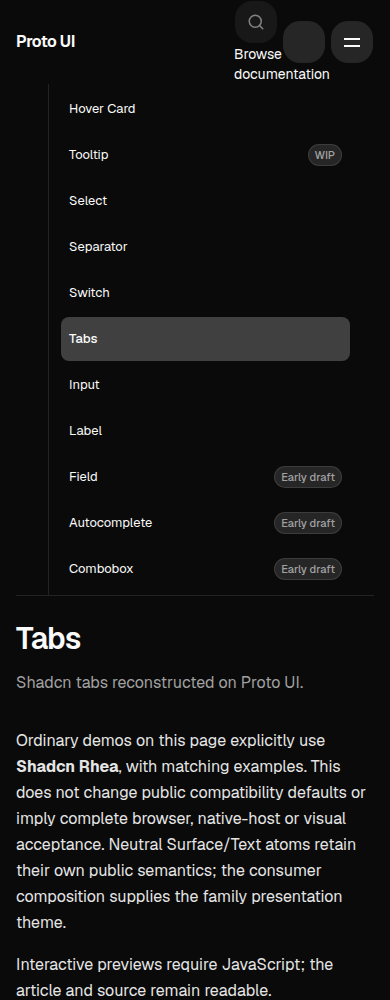 Proto UI
Browse
documentation
Hover Card
Tooltip WIP
Select
Separator
Switch
Tabs
Input
Label
Field Early draft
Autocomplete Early draft
Combobox Early draft
Tabs
Shadcn tabs reconstructed on Proto UI.
Ordinary demos on this page explicitly use
Shadcn Rhea, with matching examples. This
does not change public compatibility defaults or
imply complete browser, native-host or visual
acceptance. Neutral Surface/Text atoms retain
their own public semantics; the consumer
composition supplies the family presentation
theme.
Interactive previews require JavaScript; the
article and source remain readable.